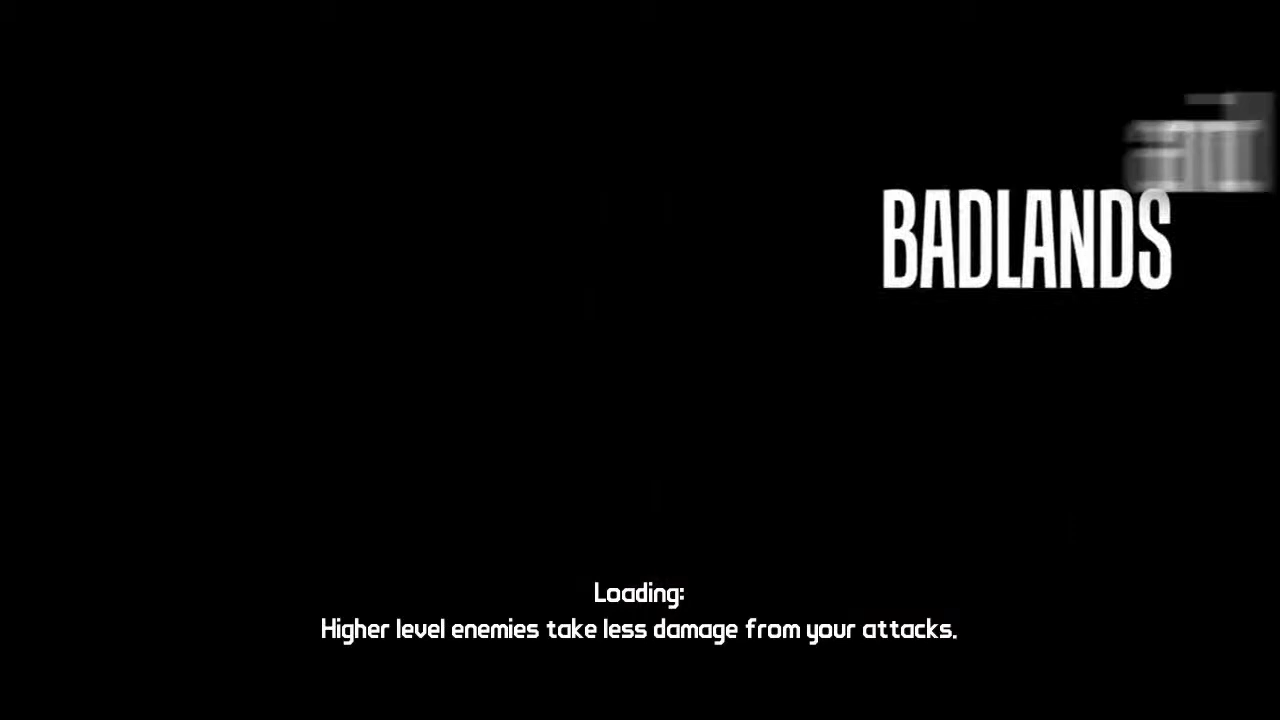 BADLANDS
Loading:
Higher level enemies take less damage from your attacks.